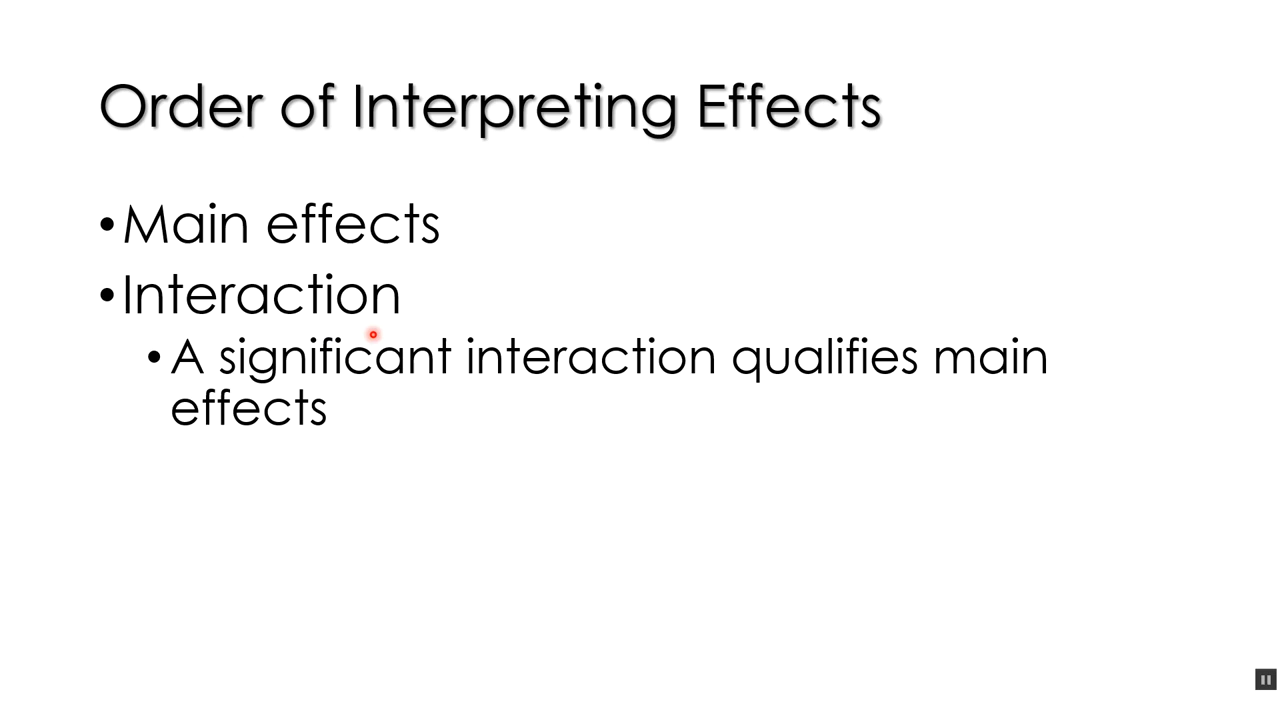 Order of Interpreting Effects
•Main effects
•Interaction
•A significant interaction qualifies main
effects